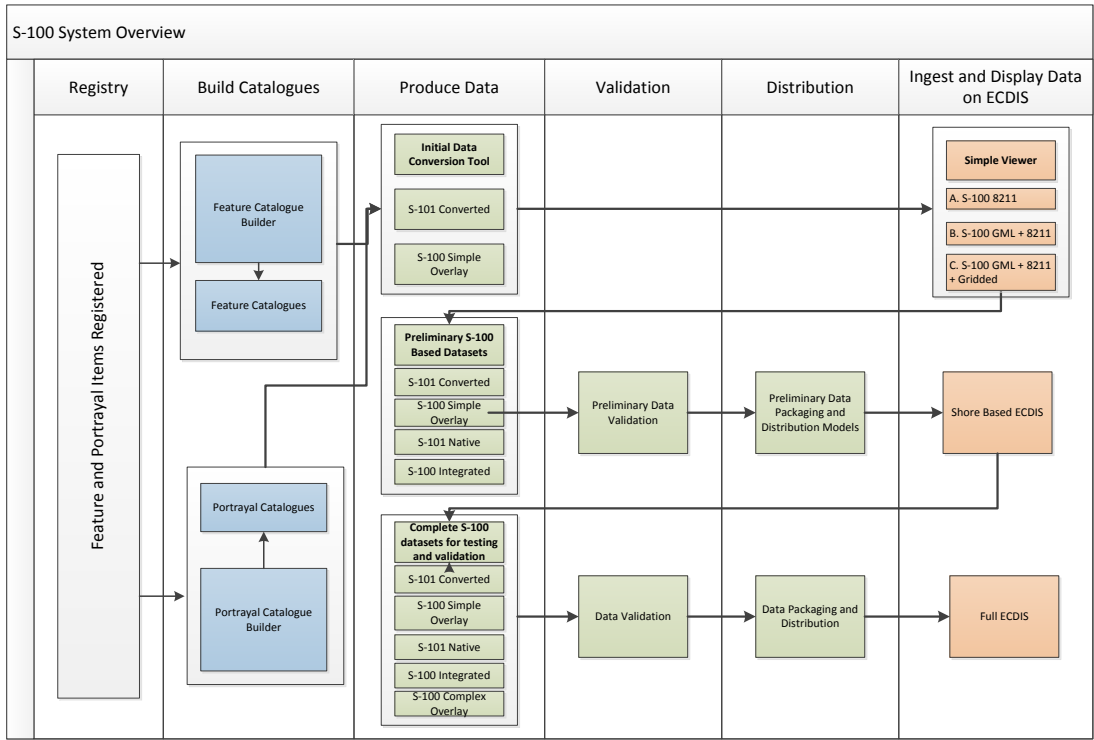 S-100 System Overview
Registry
Build Catalogues
Produce Data
Validation
Distribution
Ingest and Display Data
on ECDIS
Feature and Portrayal Items Registered
Feature Catalogue
Builder
Feature Catalogues
Portrayal Catalogues
Portrayal Catalogue
Builder
Initial Data
Conversion Tool
S-101 Converted
S-100 Simple
Overlay
Simple Viewer
A. S-100 8211
B. S-100 GML + 8211
C. S-100 GML + 8211
+ Gridded
Preliminary S-100
Based Datasets
S-101 Converted
S-100 Simple
Overlay
S-101 Native
S-100 Integrated
Preliminary Data
Validation
Preliminary Data
Packaging and
Distribution Models
Shore Based ECDIS
Complete S-100
datasets for testing
and validation
S-101 Converted
S-100 Simple
Overlay
S-101 Native
S-100 Integrated
S-100 Complex
Overlay
Data Validation
Data Packaging and
Distribution
Full ECDIS